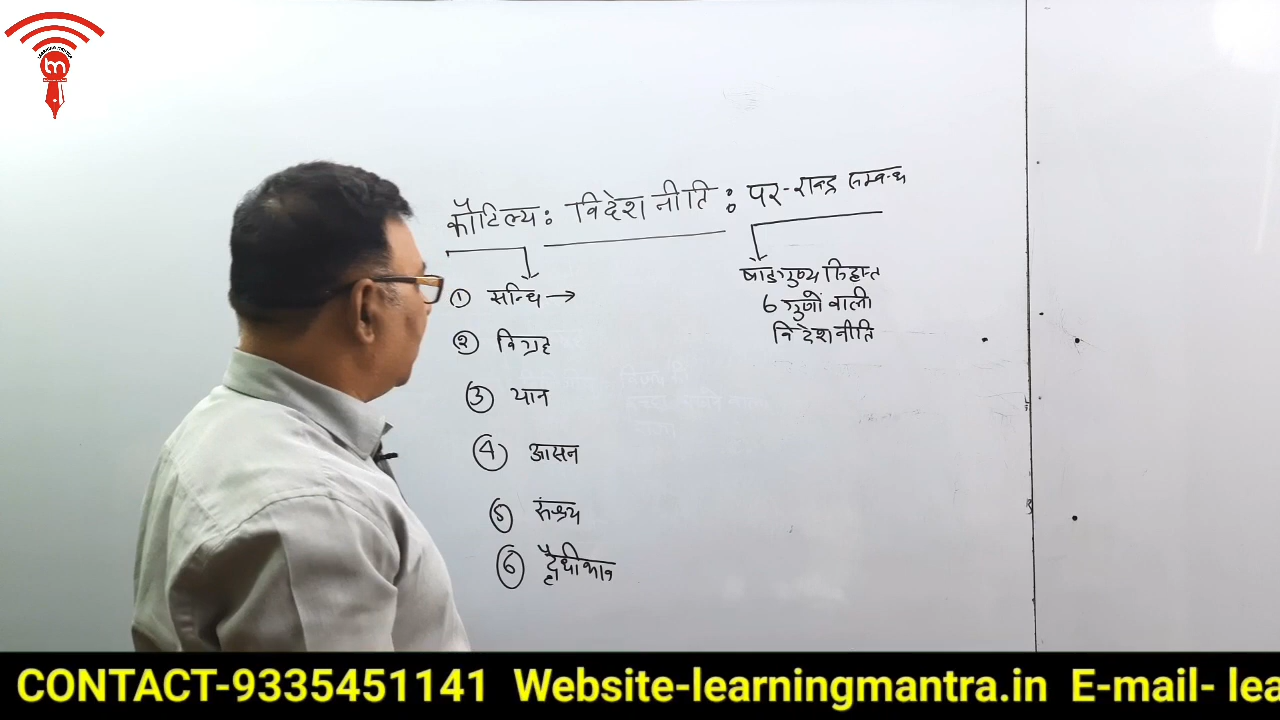 कौटिल्य : विदेश नीति : पर-राष्ट्र सम्बन्ध
षाडगुण्य सिद्धान्त
6 गुणों वाली
विदेश नीति
① सन्धि →
② विग्रह
③ यान
④ आसन
⑤ संश्रय
⑥ द्वैधीभाव
CONTACT-9335451141 Website-learningmantra.in E-mail- lea